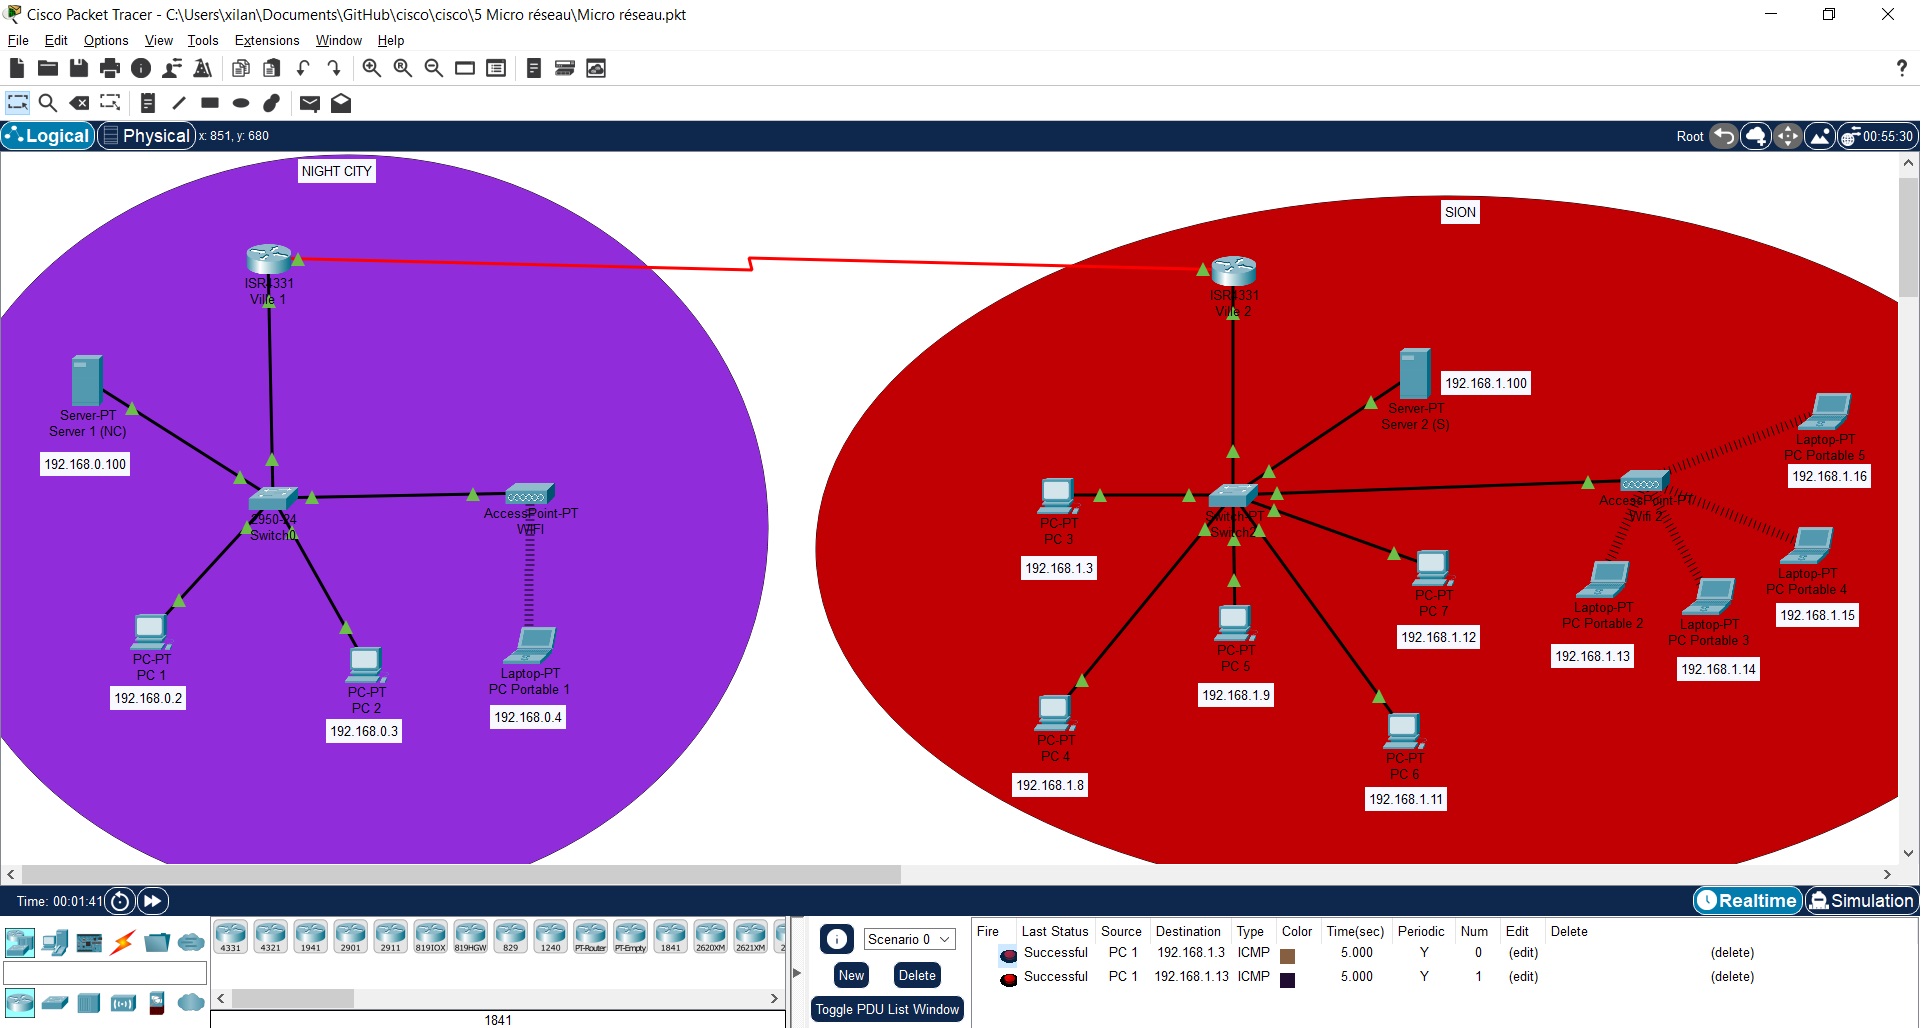 Cisco Packet Tracer - C:\Users\xilan\Documents\GitHub\cisco\cisco\5 Micro réseau\Micro réseau.pkt
File Edit Options View Tools Extensions Window Help
?
Logical Physical x: 851, y: 680
Root 00:55:30
NIGHT CITY
SION
ISR4331
Ville 1
ISR4331
Ville 2
Server-PT
Server 1 (NC)
192.168.0.100
192.168.1.100
Server-PT
Server 2 (S)
Laptop-PT
PC Portable 5
192.168.1.16
2950-24
Switch0
AccessPoint-PT
WIFI
PC-PT
PC 3
192.168.1.3
Switch-PT
Switch2
AccessPoint-PT
Wifi 2
Laptop-PT
PC Portable 4
192.168.1.15
PC-PT
PC 7
192.168.1.12
Laptop-PT
PC Portable 2
192.168.1.13
Laptop-PT
PC Portable 3
192.168.1.14
PC-PT
PC 1
192.168.0.2
PC-PT
PC 2
192.168.0.3
Laptop-PT
PC Portable 1
192.168.0.4
PC-PT
PC 5
192.168.1.9
PC-PT
PC 4
192.168.1.8
PC-PT
PC 6
192.168.1.11
Time: 00:01:41
Realtime Simulation
4331 4321 1941 2901 2911 819IOX 819HGW 829 1240 PT-Router PT-Empty 1841 2620XM 2621XM 2
1841
Scenario 0
New Delete
Toggle PDU List Window
Fire Last Status Source Destination Type Color Time(sec) Periodic Num Edit Delete
Successful PC 1 192.168.1.3 ICMP 5.000 Y 0 (edit) (delete)
Successful PC 1 192.168.1.13 ICMP 5.000 Y 1 (edit) (delete)